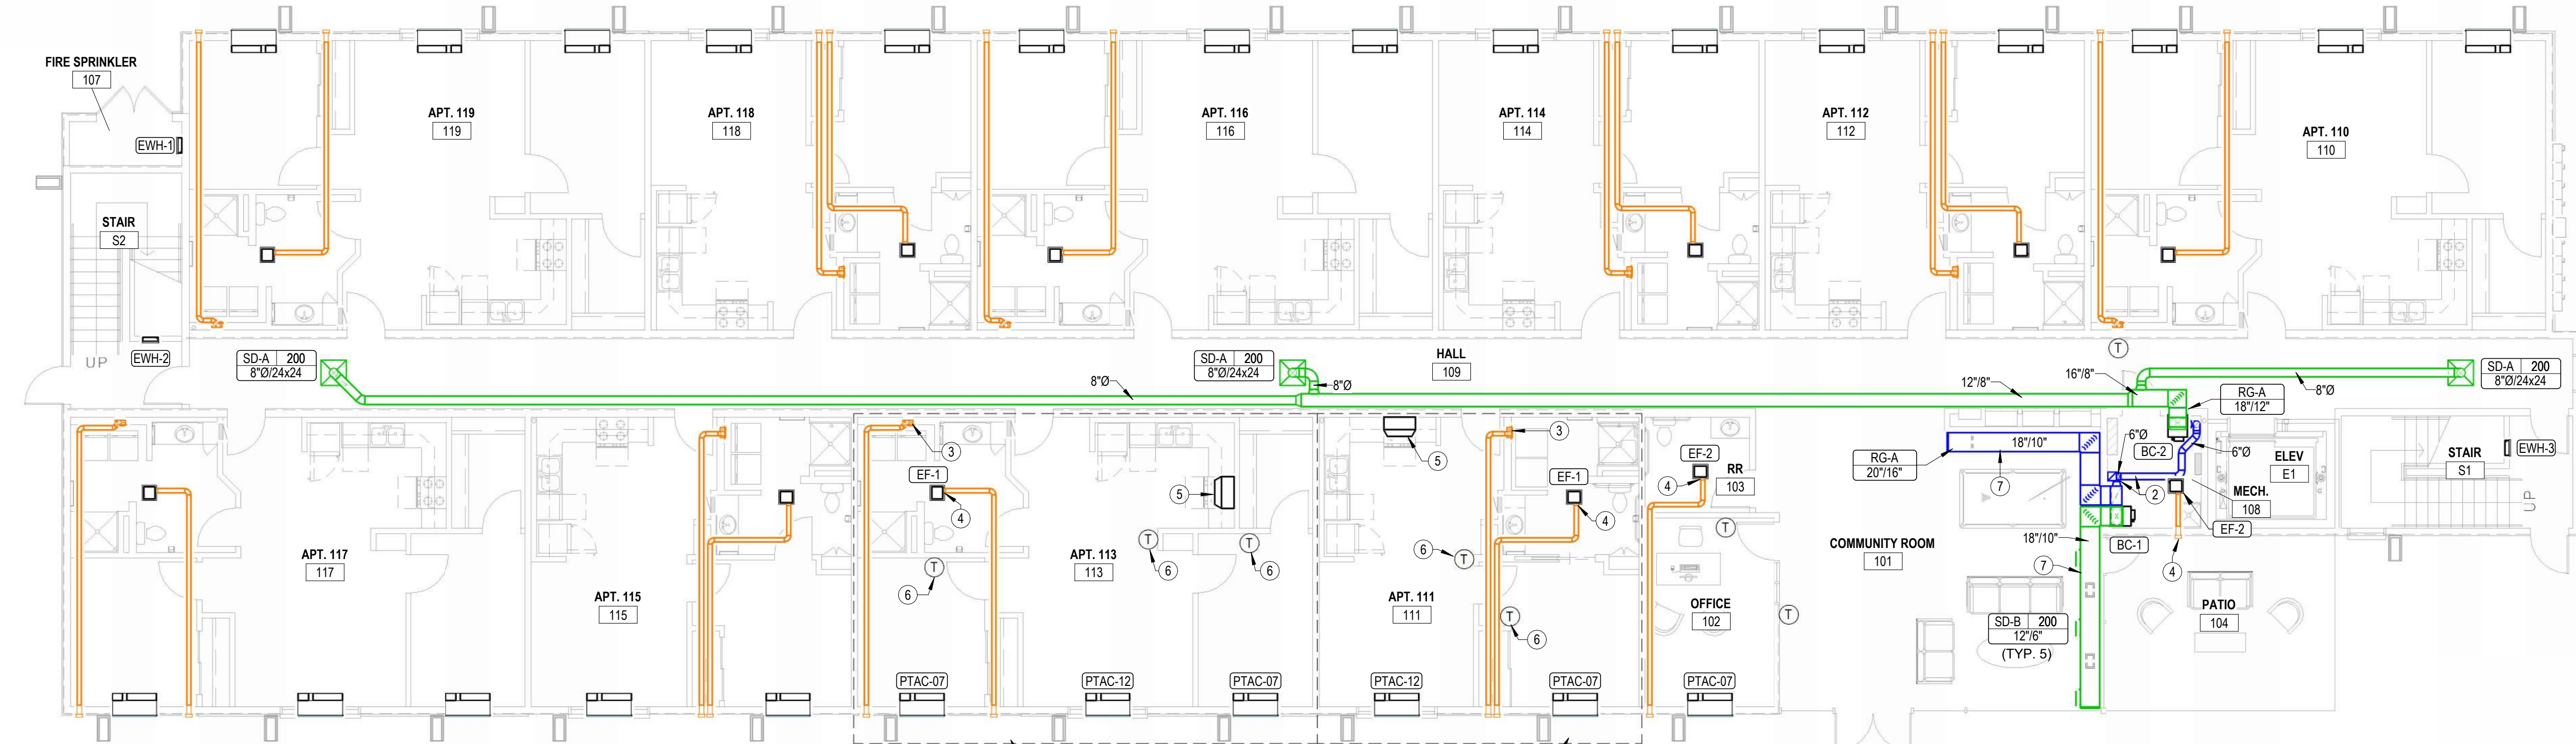 FIRE SPRINKLER
107
EWH-1
STAIR
S2
UP
EWH-2
APT. 119
119
APT. 118
118
APT. 116
116
APT. 114
114
APT. 112
112
APT. 110
110
SD-A 200
8"Ø/24x24
8"Ø
SD-A 200
8"Ø/24x24
8"Ø
HALL
109
12"/8"
16"/8"
T
RG-A
18"/12"
8"Ø
SD-A 200
8"Ø/24x24
APT. 117
117
APT. 115
115
3
EF-1
4
T
6
PTAC-07
APT. 113
113
5
T
6
T
6
PTAC-12
PTAC-07
5
APT. 111
111
T
6
PTAC-12
3
EF-1
4
T
6
PTAC-07
EF-2
4
RR
103
T
OFFICE
102
T
PTAC-07
RG-A
20"/16"
18"/10"
7
COMMUNITY ROOM
101
6"Ø
BC-2
6"Ø
2
MECH.
108
EF-2
4
BC-1
18"/10"
7
SD-B 200
12"/6"
(TYP. 5)
ELEV
E1
STAIR
S1
EWH-3
UP
PATIO
104